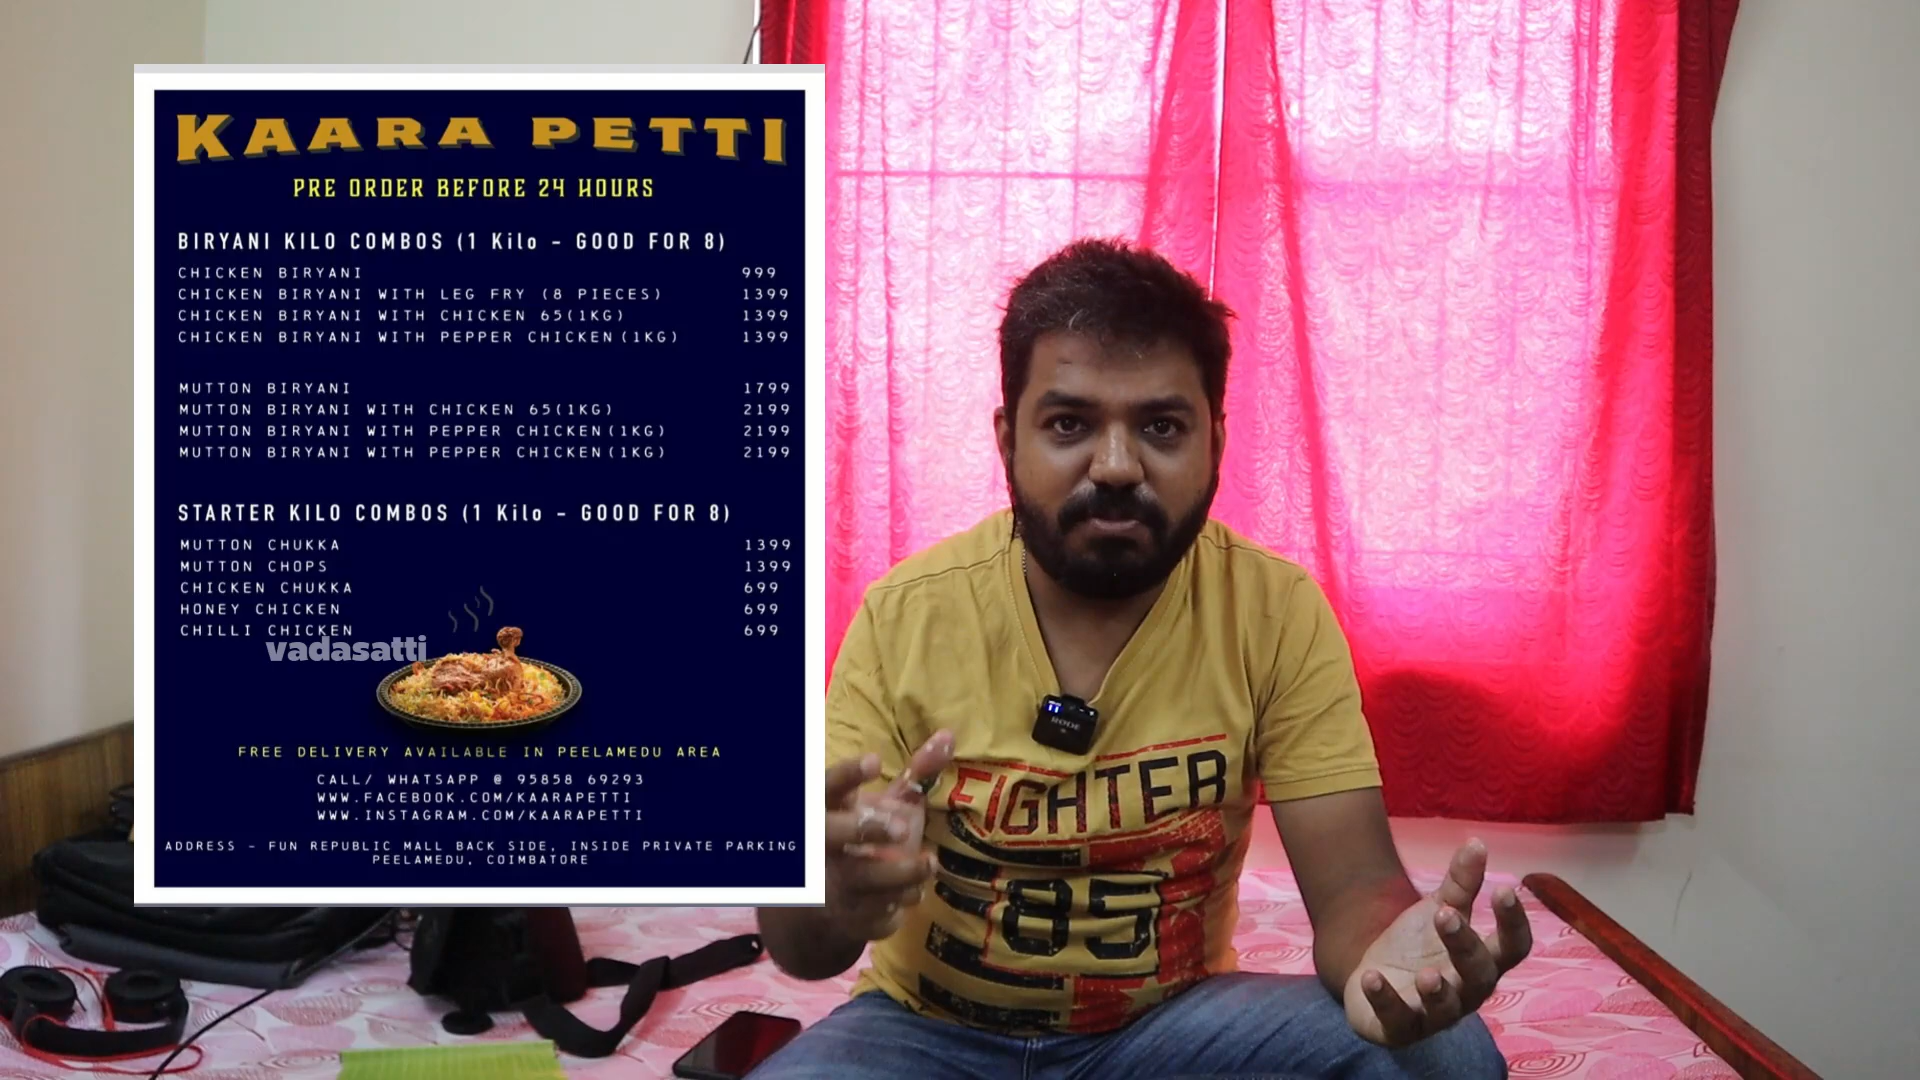 KAARA PETTI
PRE ORDER BEFORE 24 HOURS
BIRYANI KILO COMBOS (1 Kilo - GOOD FOR 8)
CHICKEN BIRYANI 999
CHICKEN BIRYANI WITH LEG FRY (8 PIECES) 1399
CHICKEN BIRYANI WITH CHICKEN 65(1KG) 1399
CHICKEN BIRYANI WITH PEPPER CHICKEN(1KG) 1399
MUTTON BIRYANI 1799
MUTTON BIRYANI WITH CHICKEN 65(1KG) 2199
MUTTON BIRYANI WITH PEPPER CHICKEN(1KG) 2199
MUTTON BIRYANI WITH PEPPER CHICKEN(1KG) 2199
STARTER KILO COMBOS (1 Kilo - GOOD FOR 8)
MUTTON CHUKKA 1399
MUTTON CHOPS 1399
CHICKEN CHUKKA 699
HONEY CHICKEN 699
CHILLI CHICKEN 699
vadasatti
FREE DELIVERY AVAILABLE IN PEELAMEDU AREA
CALL/ WHATSAPP @ 95858 69293
WWW.FACEBOOK.COM/KAARAPETTI
WWW.INSTAGRAM.COM/KAARAPETTI
ADDRESS - FUN REPUBLIC MALL BACK SIDE, INSIDE PRIVATE PARKING
PEELAMEDU, COIMBATORE
RODE
FIGHTER
85